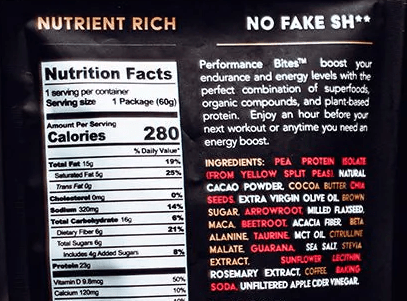 NUTRIENT RICH
NO FAKE SH**
Nutrition Facts
1 serving per container
Serving size 1 Package (60g)
Amount Per Serving
Calories 280
% Daily Value*
Total Fat 15g 19%
Saturated Fat 5g 25%
Trans Fat 0g
Cholesterol 0mg 0%
Sodium 320mg 14%
Total Carbohydrate 16g 6%
Dietary Fiber 6g 21%
Total Sugars 6g
Includes 4g Added Sugars 8%
Protein 23g
Vitamin D 9.8mcg 50%
Calcium 120mg 10%
Performance Bites™ boost your
endurance and energy levels with the
perfect combination of superfoods,
organic compounds, and plant-based
protein. Enjoy an hour before your
next workout or anytime you need an
energy boost.
INGREDIENTS: PEA PROTEIN ISOLATE
(FROM YELLOW SPLIT PEAS), NATURAL
CACAO POWDER, COCOA BUTTER CHIA
SEEDS, EXTRA VIRGIN OLIVE OIL BROWN
SUGAR, ARROWROOT, MILLED FLAXSEED,
MACA, BEETROOT, ACACIA FIBER, BETA
ALANINE, TAURINE, MCT OIL CITRULLINE
MALATE, GUARANA, SEA SALT, STEVIA
EXTRACT, SUNFLOWER LECITHIN,
ROSEMARY EXTRACT, COFFEE BAKING
SODA, UNFILTERED APPLE CIDER VINEGAR.